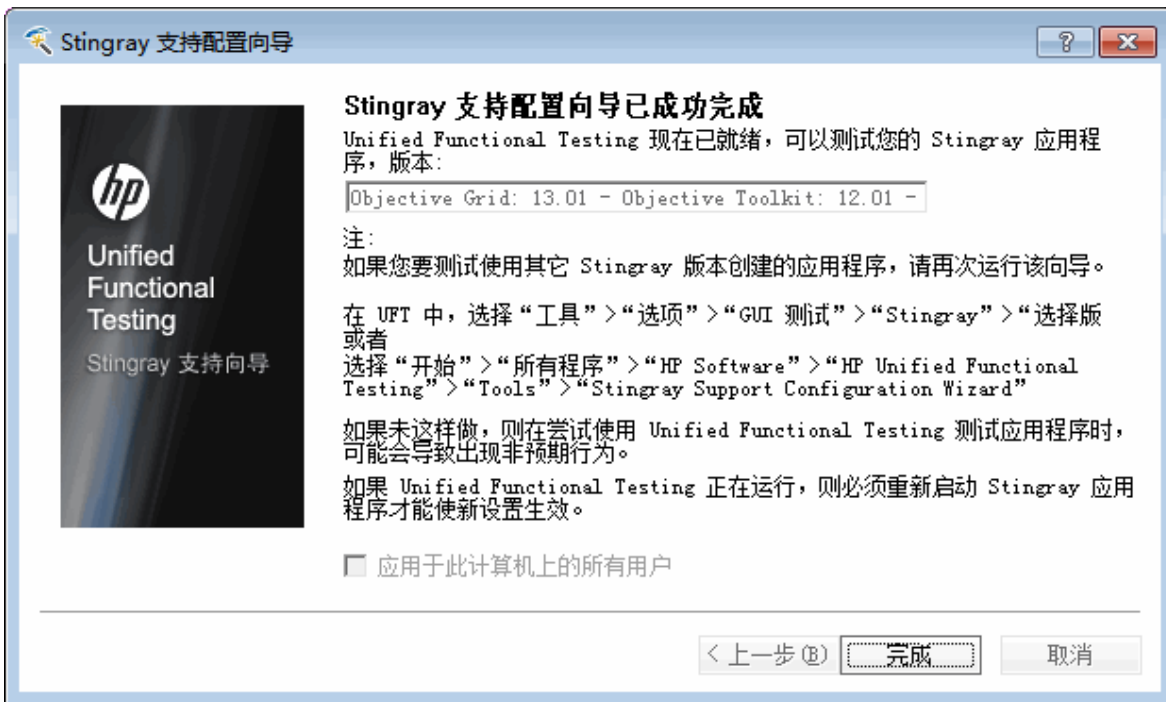 Stingray 支持配置向导
?
hp
Unified
Functional
Testing
Stingray 支持向导
Stingray 支持配置向导已成功完成
Unified Functional Testing 现在已就绪，可以测试您的 Stingray 应用程
序，版本:
Objective Grid: 13.01 - Objective Toolkit: 12.01 -
注:
如果您要测试使用其它 Stingray 版本创建的应用程序，请再次运行该向导。
在 UFT 中，选择“工具”>“选项”>“GUI 测试”>“Stingray”>“选择版
或者
选择“开始”>“所有程序”>“HP Software”>“HP Unified Functional
Testing”>“Tools”>“Stingray Support Configuration Wizard”
如果未这样做，则在尝试使用 Unified Functional Testing 测试应用程序时，
可能会导致出现非预期行为。
如果 Unified Functional Testing 正在运行，则必须重新启动 Stingray 应用
程序才能使新设置生效。
应用于此计算机上的所有用户
< 上一步(B)
完成
取消